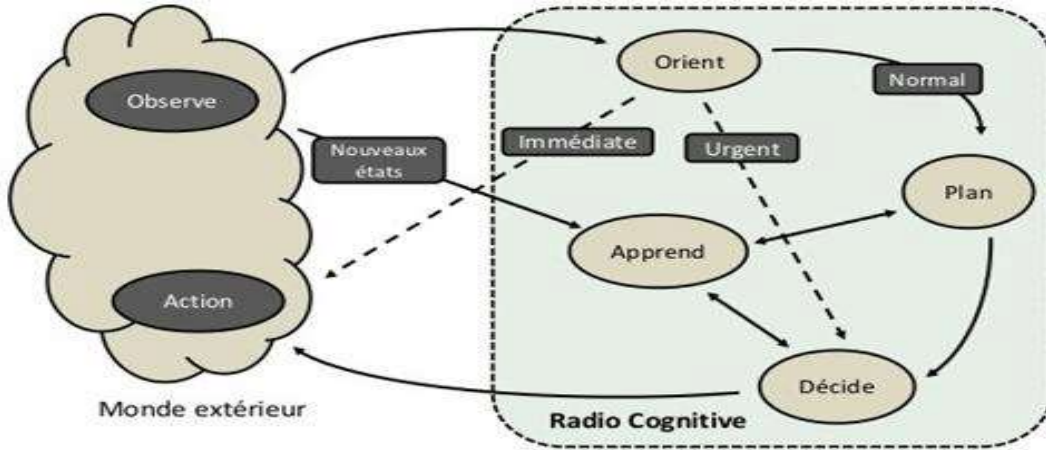 Observe
Orient
Normal
Nouveaux
états
Immédiate
Urgent
Plan
Apprend
Action
Décide
Monde extérieur
Radio Cognitive